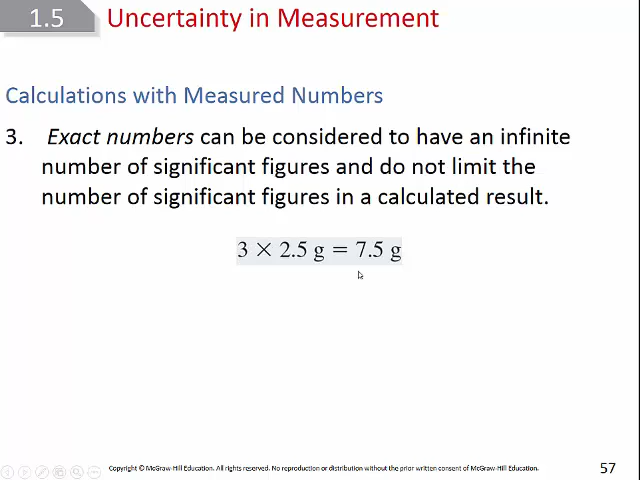 1.5 Uncertainty in Measurement
Calculations with Measured Numbers
3. Exact numbers can be considered to have an infinite
number of significant figures and do not limit the
number of significant figures in a calculated result.
3 × 2.5 g = 7.5 g
Copyright © McGraw-Hill Education. All rights reserved. No reproduction or distribution without the prior written consent of McGraw-Hill Education.
57